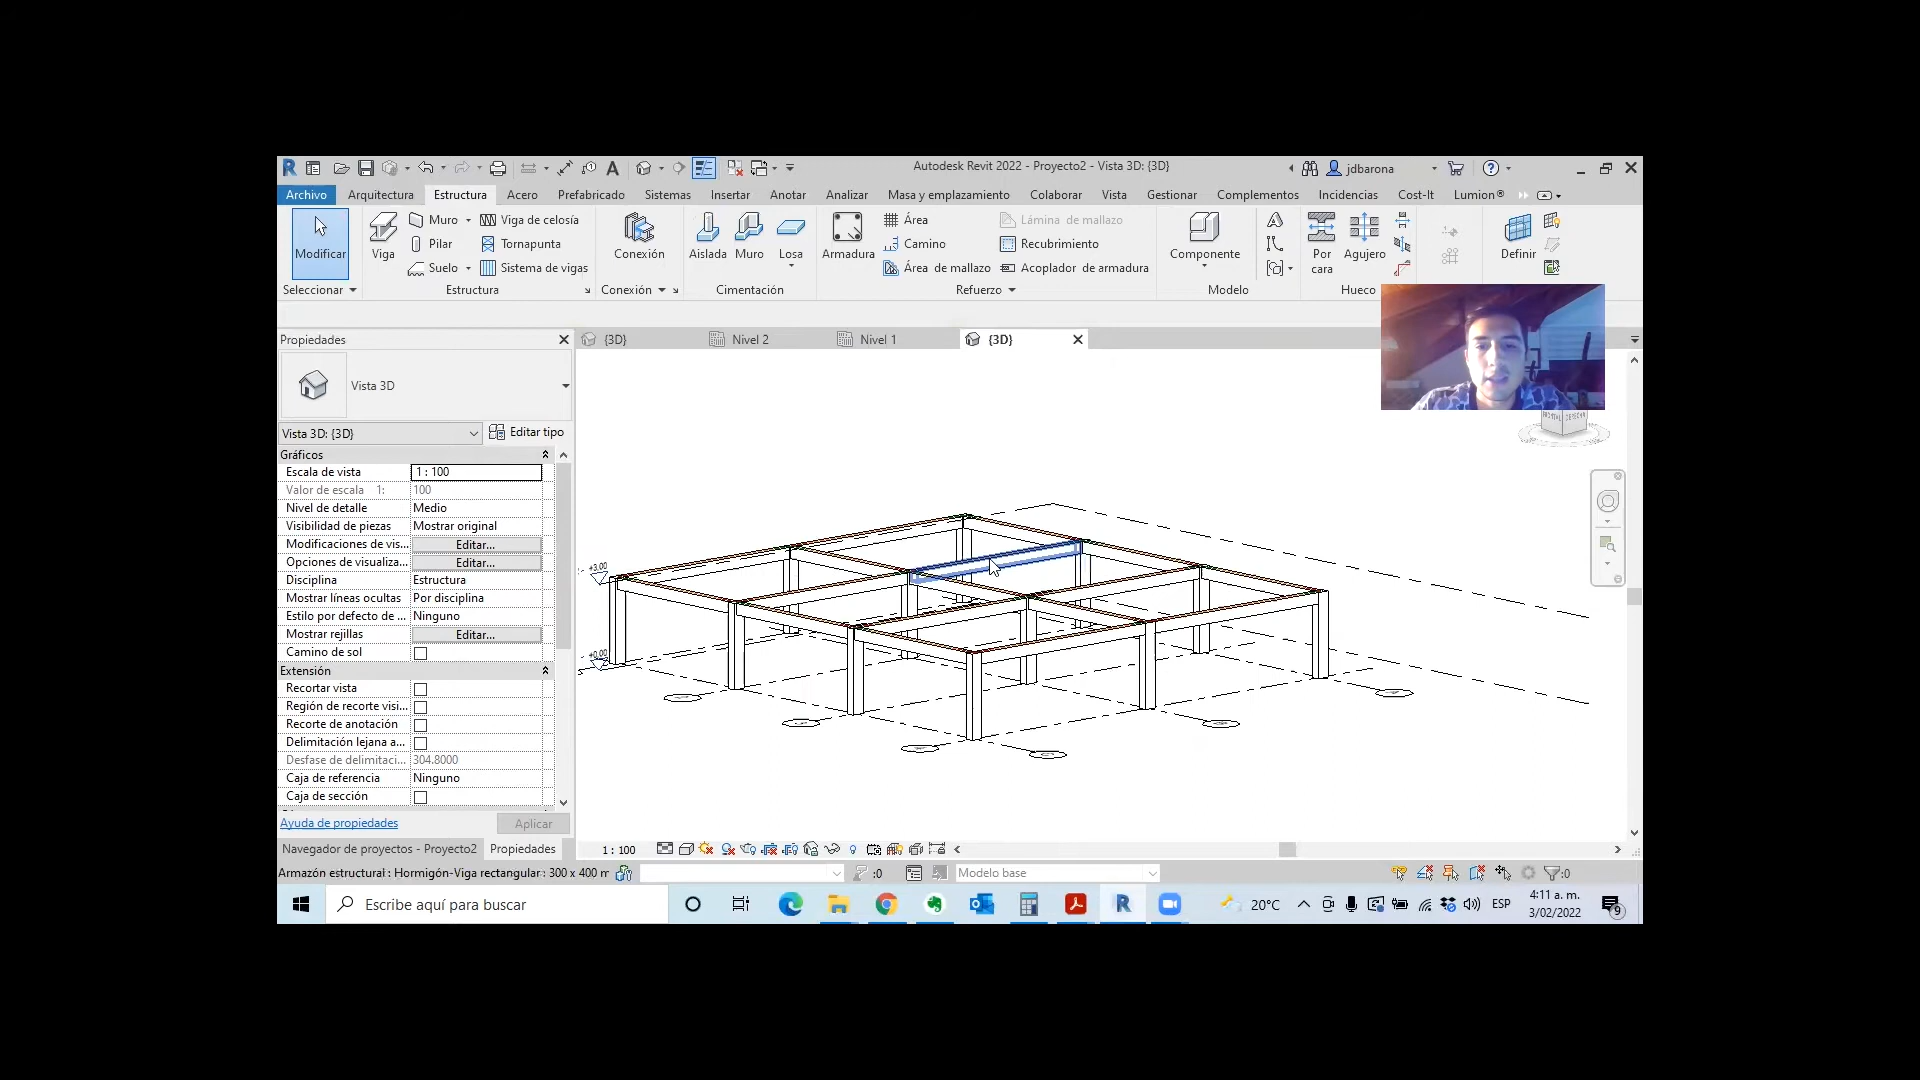 Autodesk Revit 2022 - Proyecto2 - Vista 3D: {3D}
jdbarona
Archivo Arquitectura Estructura Acero Prefabricado Sistemas Insertar Anotar Analizar Masa y emplazamiento Colaborar Vista Gestionar Complementos Incidencias Cost-It Lumion®
Modificar
Viga
Muro
Pilar
Suelo
Viga de celosía
Tornapunta
Sistema de vigas
Conexión
Aislada
Muro
Losa
Armadura
Área
Camino
Área de mallazo
Lámina de mallazo
Recubrimiento
Acoplador de armadura
Componente
Por cara
Agujero
Definir
Seleccionar
Estructura
Conexión
Cimentación
Refuerzo
Modelo
Hueco
Propiedades
{3D}
Nivel 2
Nivel 1
{3D}
Vista 3D
Vista 3D: {3D}
Editar tipo
Gráficos
Escala de vista 1 : 100
Valor de escala 1: 100
Nivel de detalle Medio
Visibilidad de piezas Mostrar original
Modificaciones de vis... Editar...
Opciones de visualiza... Editar...
Disciplina Estructura
Mostrar líneas ocultas Por disciplina
Estilo por defecto de ... Ninguno
Mostrar rejillas Editar...
Camino de sol
Extensión
Recortar vista
Región de recorte visi...
Recorte de anotación
Delimitación lejana a...
Desfase de delimitaci... 304.8000
Caja de referencia Ninguno
Caja de sección
Ayuda de propiedades
Aplicar
Navegador de proyectos - Proyecto2
Propiedades
+3.00
+0.00
1 : 100
Armazón estructural : Hormigón-Viga rectangular : 300 x 400 m
:0
Modelo base
:0
Escribe aquí para buscar
20°C
ESP
4:11 a. m.
3/02/2022
9